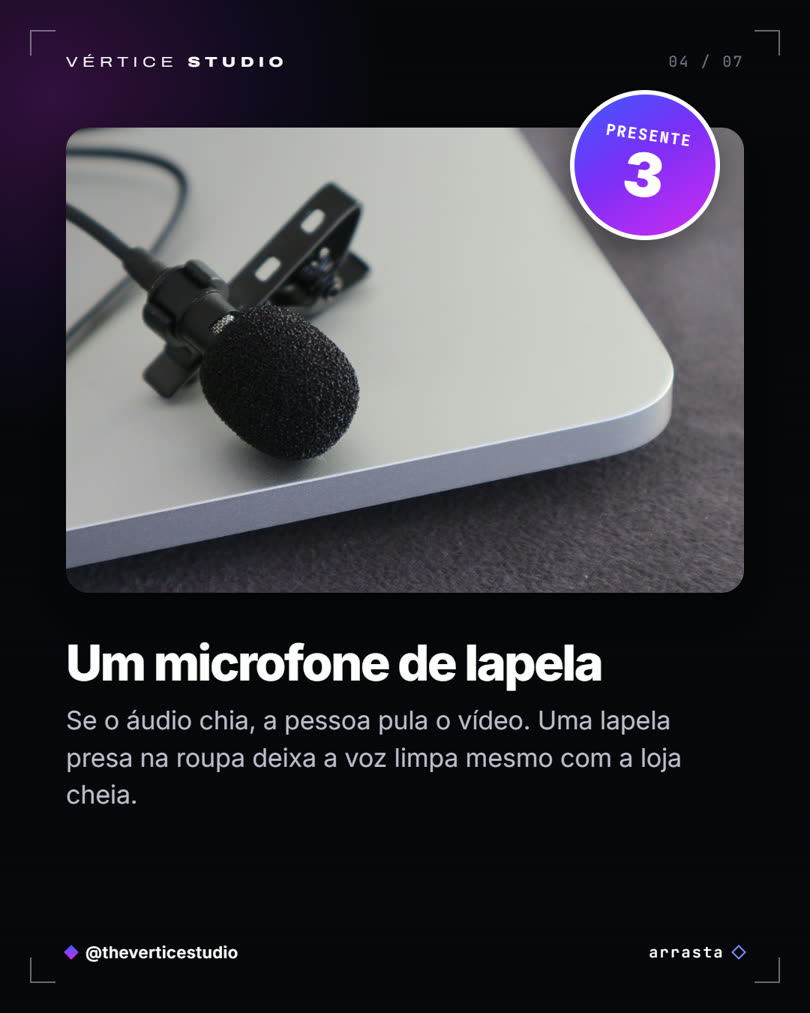 VÉRTICE STUDIO
04 / 07
PRESENTE
3
Um microfone de lapela
Se o áudio chia, a pessoa pula o vídeo. Uma lapela
presa na roupa deixa a voz limpa mesmo com a loja
cheia.
@theverticestudio
arrasta